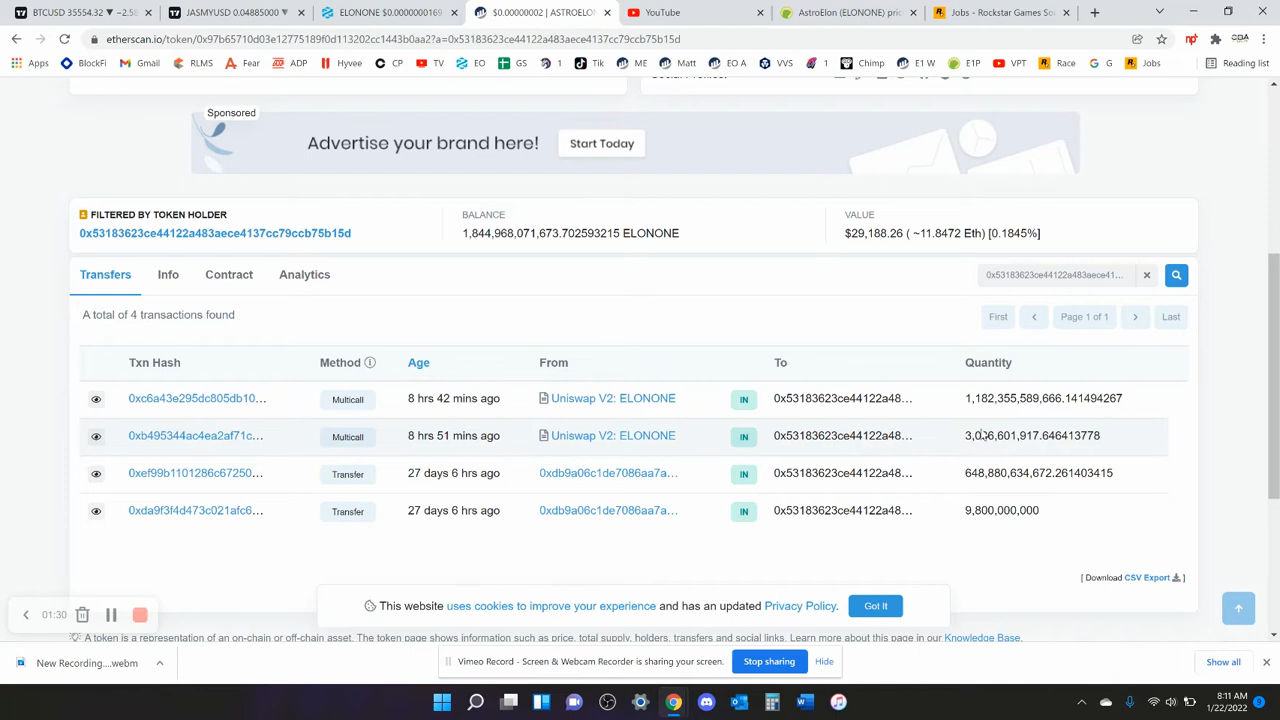 BTCUSD 35554.32 ▼ −2.58
JASMYUSD 0.04885000
ELONONE $0.0000000169
$0.00000002 | ASTROELON
YouTube
AstroElon (ELONONE) pric
Jobs - Rockstar Games So
etherscan.io/token/0x97b65710d03e12775189f0d113202cc1443b0aa2?a=0x53183623ce44122a483aece4137cc79ccb75b15d
Apps BlockFi Gmail RLMS Fear ADP Hyvee CP TV EO GS 1 Tik ME Matt EO A VVS 1 Chimp E1 W E1P VPT Race G Jobs Reading list
Sponsored
Advertise your brand here! Start Today
FILTERED BY TOKEN HOLDER BALANCE VALUE
0x53183623ce44122a483aece4137cc79ccb75b15d 1,844,968,071,673.702593215 ELONONE $29,188.26 ( ~11.8472 Eth) [0.1845%]
Transfers Info Contract Analytics 0x53183623ce44122a483aece41...
A total of 4 transactions found First Page 1 of 1 Last
Txn Hash Method Age From To Quantity
0xc6a43e295dc805db10... Multicall 8 hrs 42 mins ago Uniswap V2: ELONONE IN 0x53183623ce44122a48... 1,182,355,589,666.141494267
0xb495344ac4ea2af71c... Multicall 8 hrs 51 mins ago Uniswap V2: ELONONE IN 0x53183623ce44122a48...
0xef99b1101286c67250... Transfer 27 days 6 hrs ago 0xdb9a06c1de7086aa7a... IN 0x53183623ce44122a48... 648,880,634,672.261403415
0xda9f3f4d473c021afc6... Transfer 27 days 6 hrs ago 0xdb9a06c1de7086aa7a... IN 0x53183623ce44122a48... 9,800,000,000
[ Download CSV Export ]
This website uses cookies to improve your experience and has an updated Privacy Policy. Got It
01:30
A token is a representation of an on-chain or off-chain asset. The token page shows information such as price, total supply, holders, transfers and social links. Learn more about this page in our Knowledge Base.
New Recording....webm
Vimeo Record - Screen & Webcam Recorder is sharing your screen. Stop sharing Hide
Show all
8:11 AM
1/22/2022